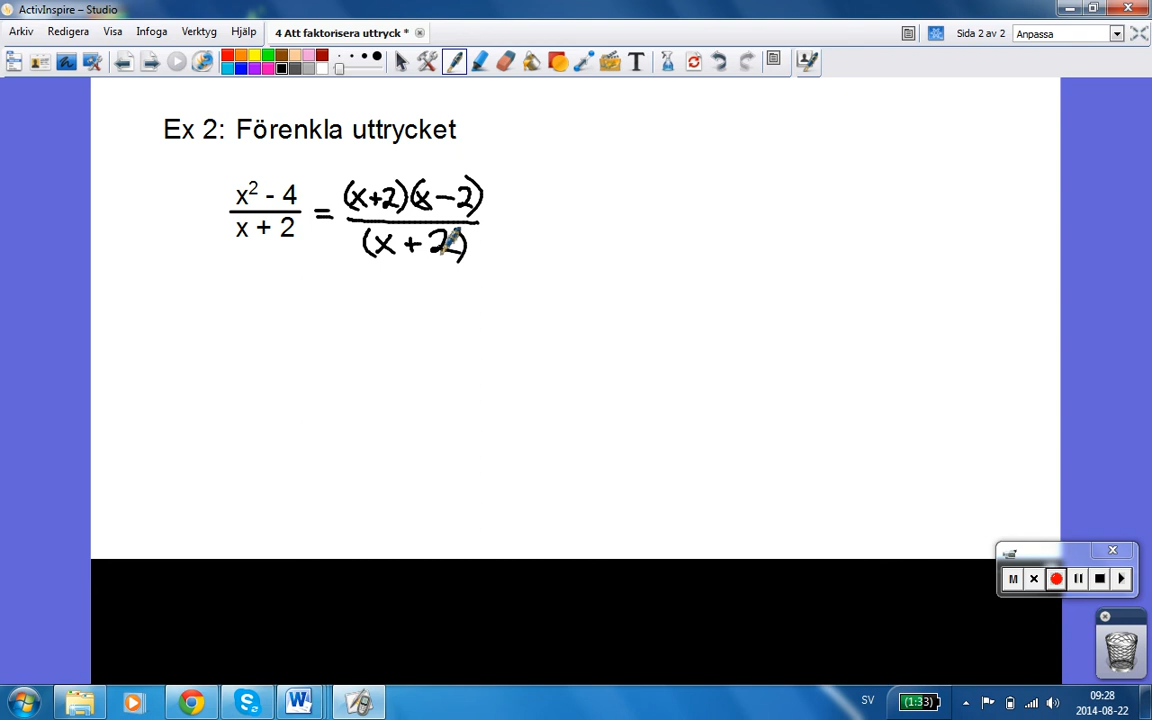 ActivInspire – Studio
Arkiv Redigera Visa Infoga Verktyg Hjälp 4 Att faktorisera uttryck * Sida 2 av 2 Anpassa
Ex 2: Förenkla uttrycket
x² - 4 = (x+2)(x-2)
x + 2 (x + 2)
M
SV (1:33) 09:28
2014-08-22